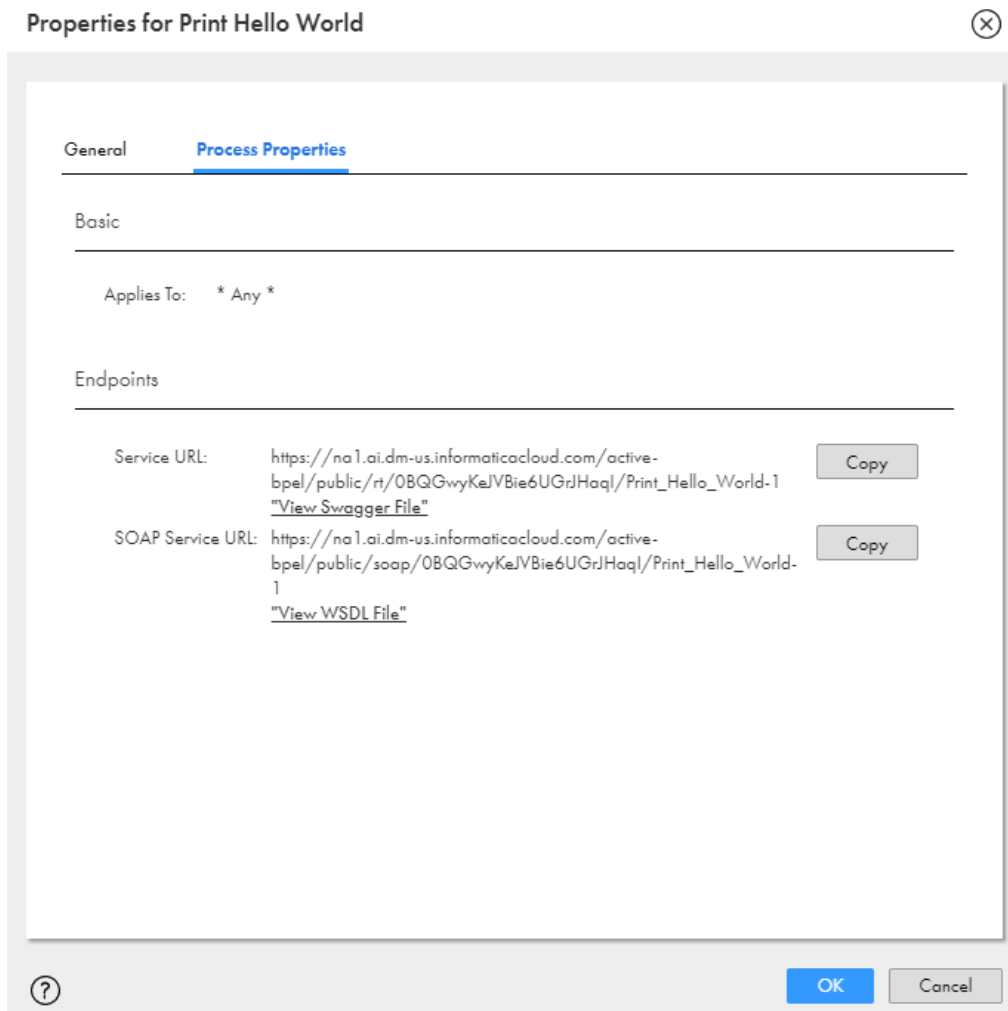 Properties for Print Hello World
General
Process Properties
Basic
Applies To: * Any *
Endpoints
Service URL: https://na1.ai.dm-us.informaticacloud.com/active-
bpel/public/rt/0BQGwyKeJVBie6UGrJHaqI/Print_Hello_World-1
"View Swagger File"
Copy
SOAP Service URL: https://na1.ai.dm-us.informaticacloud.com/active-
bpel/public/soap/0BQGwyKeJVBie6UGrJHaqI/Print_Hello_World-
1
"View WSDL File"
Copy
?
OK
Cancel